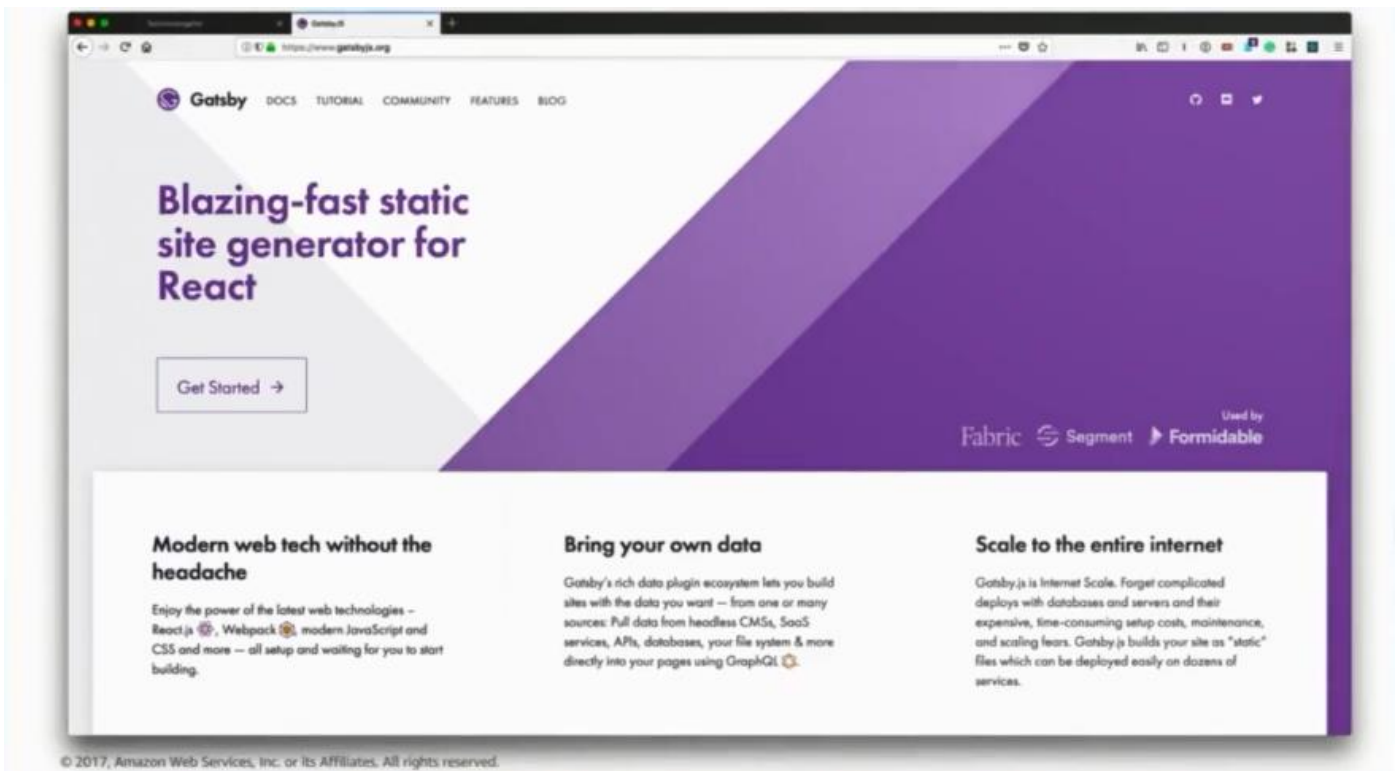 GatsbyJS
https://www.gatsbyjs.org
Gatsby DOCS TUTORIAL COMMUNITY FEATURES BLOG
Blazing-fast static
site generator for
React
Get Started →
Used by
Fabric Segment Formidable
Modern web tech without the
headache
Enjoy the power of the latest web technologies –
React.js , Webpack , modern JavaScript and
CSS and more — all setup and waiting for you to start
building.
Bring your own data
Gatsby's rich data plugin ecosystem lets you build
sites with the data you want — from one or many
sources: Pull data from headless CMSs, SaaS
services, APIs, databases, your file system & more
directly into your pages using GraphQL .
Scale to the entire internet
Gatsby.js is Internet Scale. Forget complicated
deploys with databases and servers and their
expensive, time-consuming setup costs, maintenance,
and scaling fears. Gatsby.js builds your site as "static"
files which can be deployed easily on dozens of
services.
© 2017, Amazon Web Services, Inc. or its Affiliates. All rights reserved.